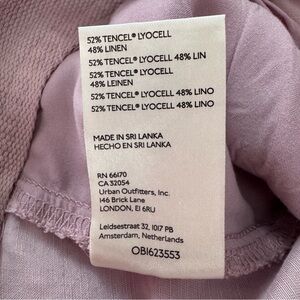 52% TENCEL® LYOCELL
48% LINEN
52% TENCEL® LYOCELL 48% LIN
52% TENCEL® LYOCELL
48% LEINEN
52% TENCEL® LYOCELL 48% LINO
52% TENCEL® LYOCELL 48% LINO
MADE IN SRI LANKA
HECHO EN SRI LANKA
RN 66170
CA 32054
Urban Outfitters, Inc.
146 Brick Lane
LONDON, E1 6RU
Leidsestraat 32, 1017 PB
Amsterdam, Netherlands
OB1623553